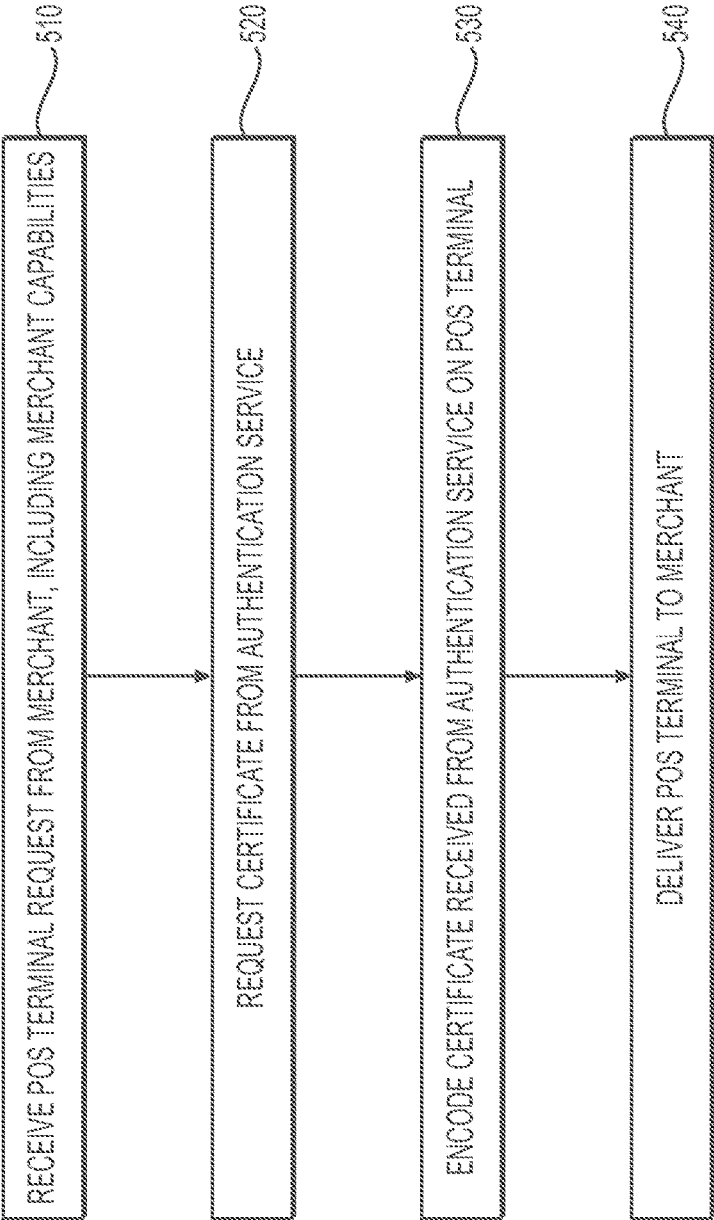 RECEIVE POS TERMINAL REQUEST FROM MERCHANT, INCLUDING MERCHANT CAPABILITIES
510
REQUEST CERTIFICATE FROM AUTHENTICATION SERVICE
520
ENCODE CERTIFICATE RECEIVED FROM AUTHENTICATION SERVICE ON POS TERMINAL
530
DELIVER POS TERMINAL TO MERCHANT
540